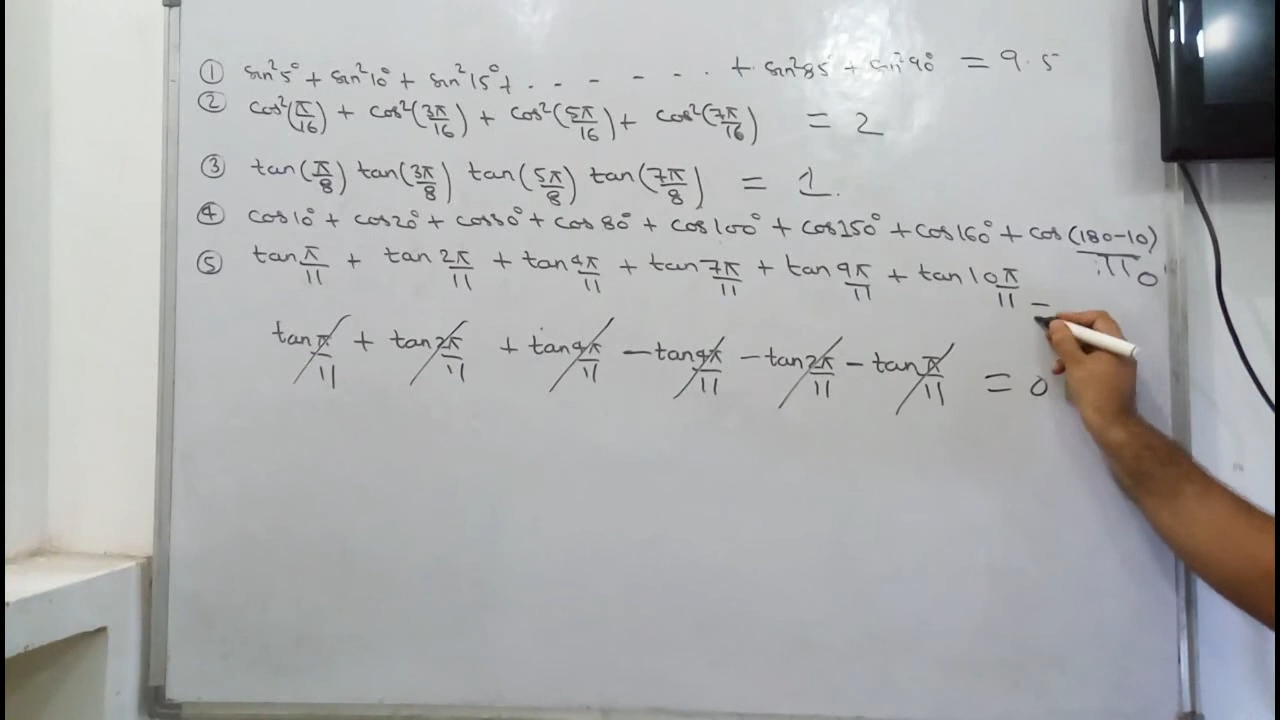 ① sin²5° + sin²10° + sin²15° + . - - - - . . + sin²85 + sin²90° = 9.5
② cos²(π/16) + cos²(3π/16) + cos²(5π/16) + cos²(7π/16) = 2
③ tan(π/8) tan(3π/8) tan(5π/8) tan(7π/8) = 1.
④ cos10° + cos20° + cos30° + cos80° + cos100° + cos150° + cos160° + cos(180-10) = 0
⑤ tan π/11 + tan 2π/11 + tan 4π/11 + tan 7π/11 + tan 9π/11 + tan 10π/11 -
tan π/11 + tan 2π/11 + tan 4π/11 - tan 4π/11 - tan 2π/11 - tan π/11 = 0